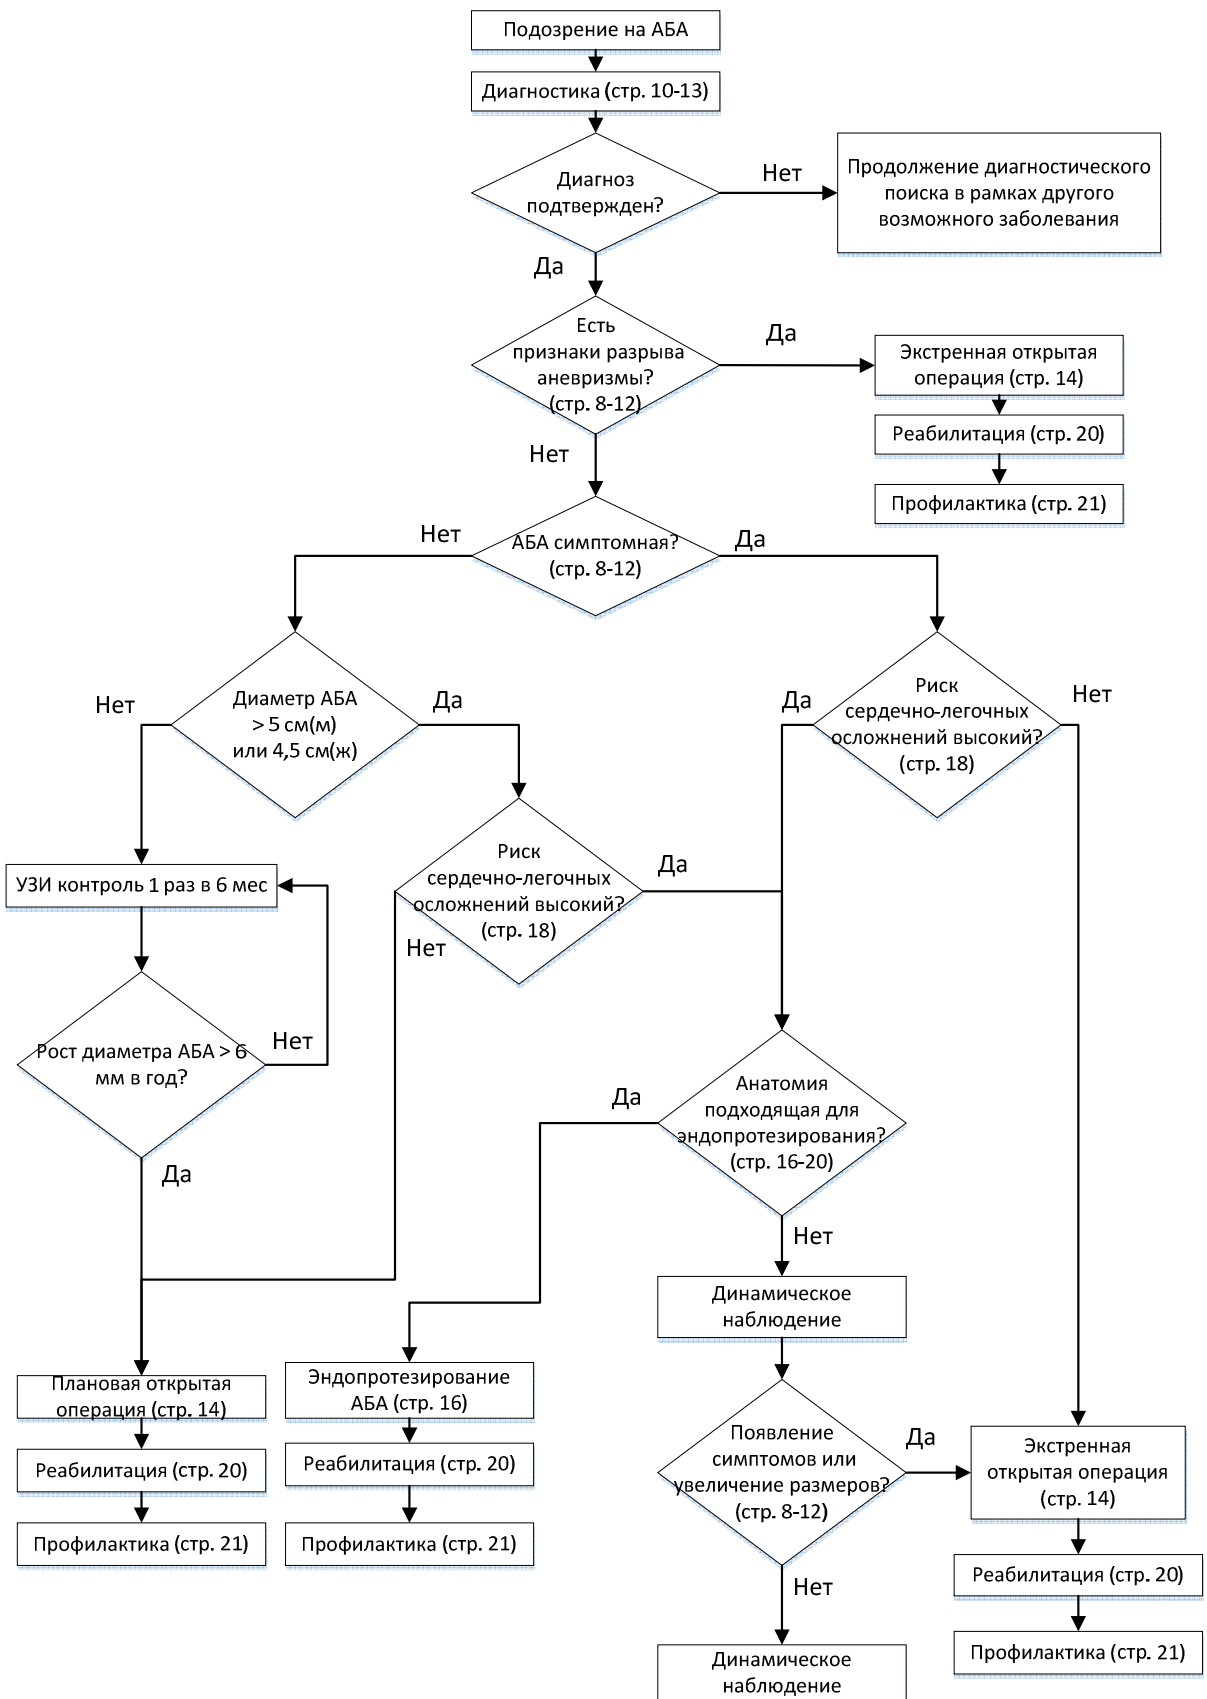 Подозрение на АБА
Диагностика (стр. 10-13)
Диагноз
подтвержден?
Нет
Продолжение диагностического
поиска в рамках другого
возможного заболевания
Да
Есть
признаки разрыва
аневризмы?
(стр. 8-12)
Да
Экстренная открытая
операция (стр. 14)
Реабилитация (стр. 20)
Профилактика (стр. 21)
Нет
АБА симптомная?
(стр. 8-12)
Нет
Да
Диаметр АБА
> 5 см(м)
или 4,5 см(ж)
Нет
Да
Риск
сердечно-легочных
осложнений высокий?
(стр. 18)
Да
Нет
УЗИ контроль 1 раз в 6 мес
Риск
сердечно-легочных
осложнений высокий?
(стр. 18)
Да
Нет
Рост диаметра АБА > 6
мм в год?
Нет
Да
Анатомия
подходящая для
эндопротезирования?
(стр. 16-20)
Да
Нет
Динамическое
наблюдение
Плановая открытая
операция (стр. 14)
Реабилитация (стр. 20)
Профилактика (стр. 21)
Эндопротезирование
АБА (стр. 16)
Реабилитация (стр. 20)
Профилактика (стр. 21)
Появление
симптомов или
увеличение размеров?
(стр. 8-12)
Да
Нет
Экстренная
открытая операция
(стр. 14)
Реабилитация (стр. 20)
Профилактика (стр. 21)
Динамическое
наблюдение